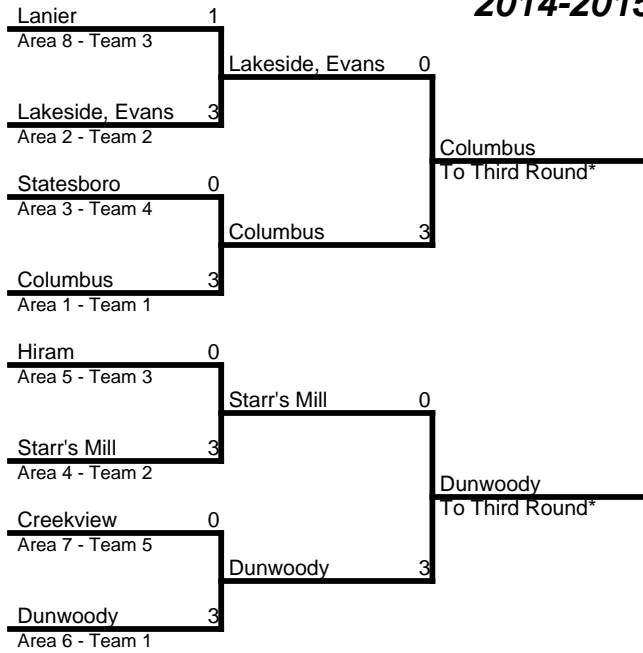 2014-2015
Lanier 1
Area 8 - Team 3
Lakeside, Evans 0
Lakeside, Evans 3
Area 2 - Team 2
Columbus
To Third Round*
Statesboro 0
Area 3 - Team 4
Columbus 3
Columbus 3
Area 1 - Team 1
Hiram 0
Area 5 - Team 3
Starr's Mill 0
Starr's Mill 3
Area 4 - Team 2
Dunwoody
To Third Round*
Creekview 0
Area 7 - Team 5
Dunwoody 3
Dunwoody 3
Area 6 - Team 1